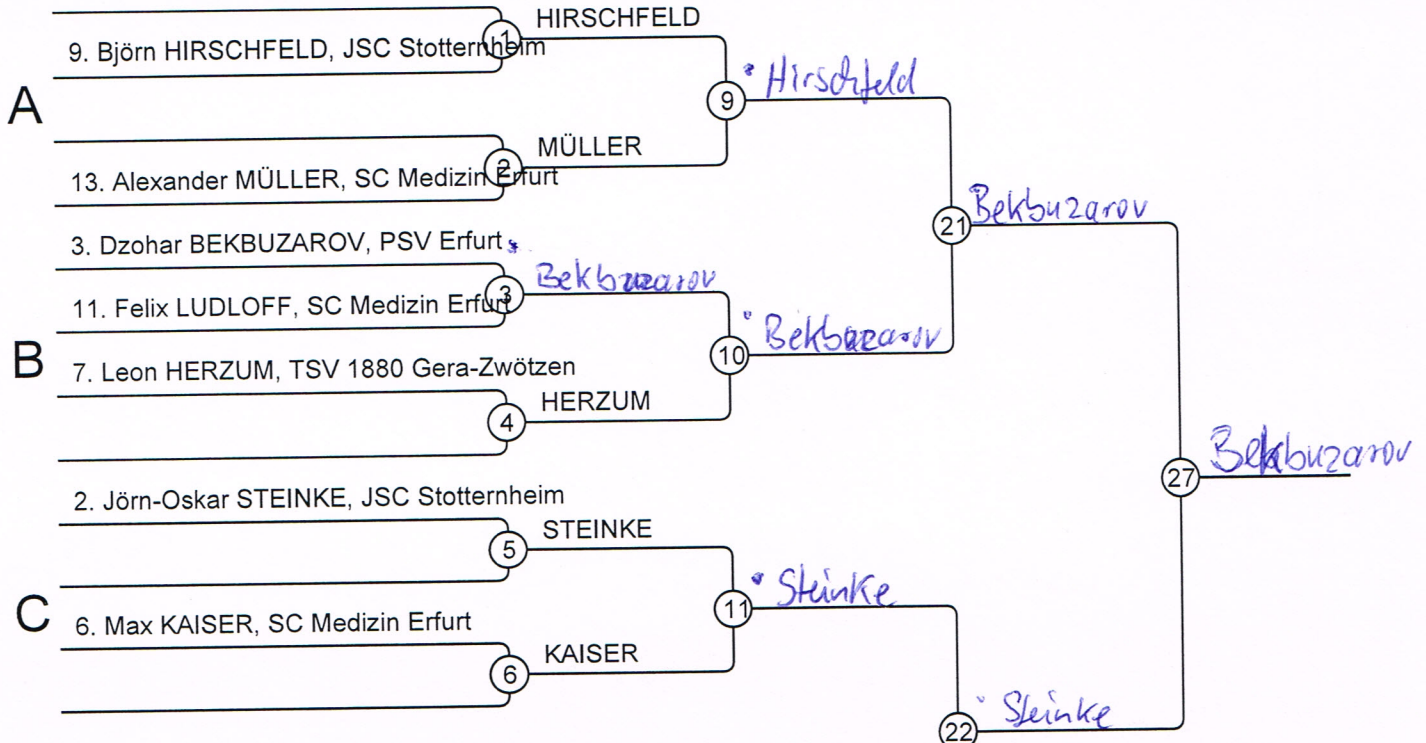 HIRSCHFELD
1
9. Björn HIRSCHFELD, JSC Stotternheim
Hirschfeld
A
9
MÜLLER
2
13. Alexander MÜLLER, SC Medizin Erfurt
Bekbuzarov
21
3. Dzohar BEKBUZAROV, PSV Erfurt
Bekbuzarov
3
11. Felix LUDLOFF, SC Medizin Erfurt
Bekbuzarov
B
10
7. Leon HERZUM, TSV 1880 Gera-Zwötzen
HERZUM
4
Bekbuzarov
27
2. Jörn-Oskar STEINKE, JSC Stotternheim
STEINKE
5
Steinke
C
11
6. Max KAISER, SC Medizin Erfurt
KAISER
6
Steinke
22